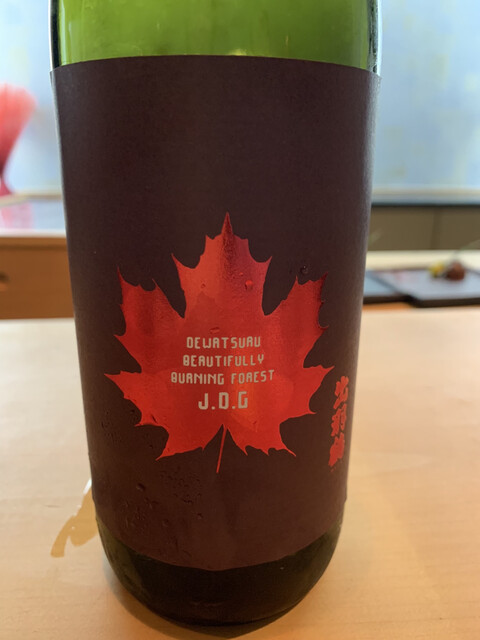 DEWATSURU
BEAUTIFULLY
BURNING FOREST
J.D.G
出羽鶴